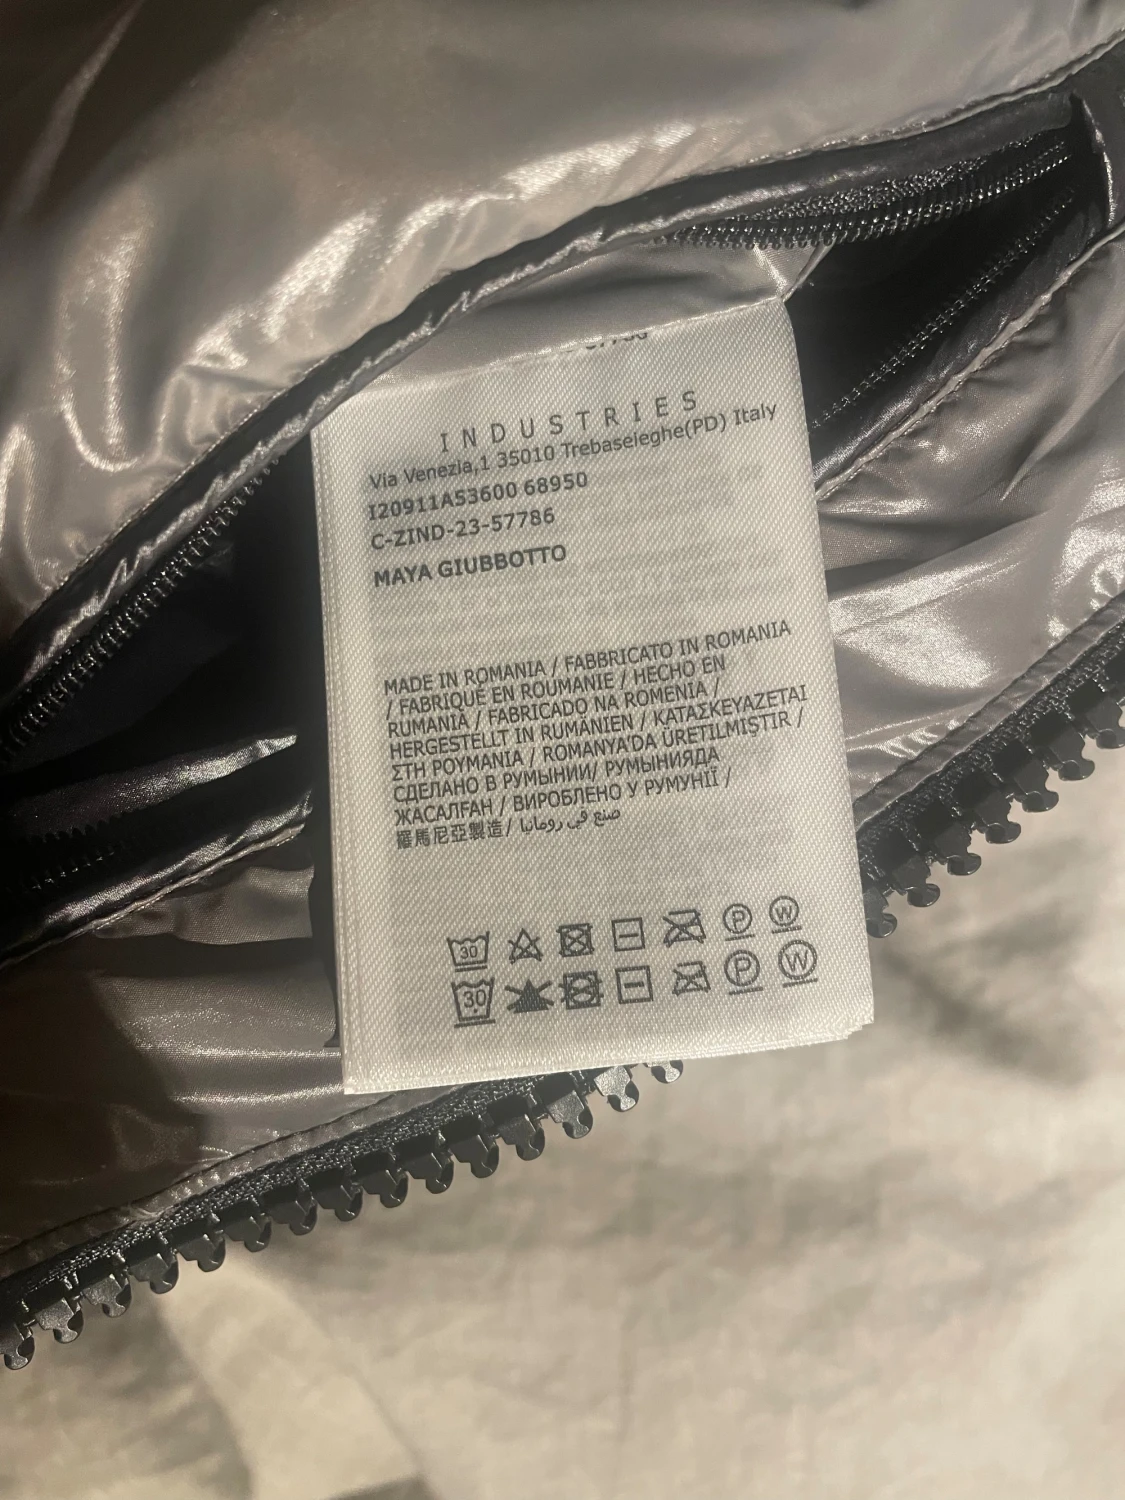 INDUSTRIES
Via Venezia,1 35010 Trebaseleghe(PD) Italy
I20911A53600 68950
C-ZIND-23-57786
MAYA GIUBBOTTO
MADE IN ROMANIA / FABBRICATO IN ROMANIA
/ FABRIQUÉ EN ROUMANIE / HECHO EN
RUMANIA / FABRICADO NA ROMENIA /
HERGESTELLT IN RUMÄNIEN / ΚΑΤΑΣΚΕΥΑΖΕΤΑΙ
ΣΤΗ ΡΟΥΜΑΝΙΑ / ROMANYA'DA ÜRETILMIŞTIR /
СДЕЛАНО В РУМЫНИИ/ РУМЫНИЯДА
ЖАСАЛҒАН / ВИРОБЛЕНО У РУМУНІЇ /
羅馬尼亞製造/ صنع في رومانيا
30 P W
30 P W